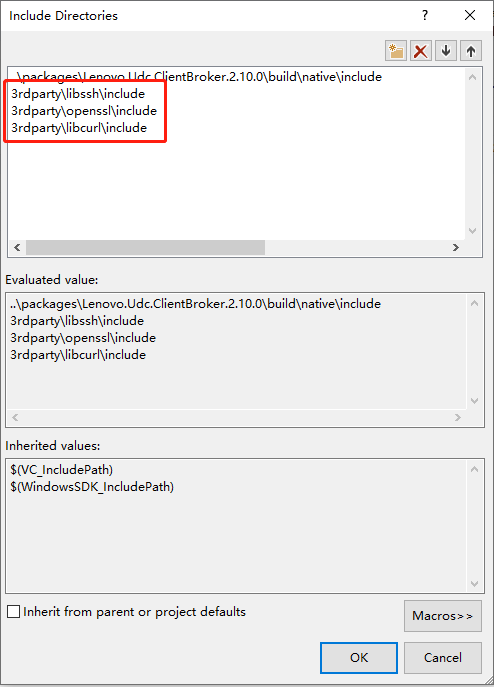 Include Directories
?
..\packages\Lenovo.Udc.ClientBroker.2.10.0\build\native\include
3rdparty\libssh\include
3rdparty\openssl\include
3rdparty\libcurl\include
Evaluated value:
..\packages\Lenovo.Udc.ClientBroker.2.10.0\build\native\include
3rdparty\libssh\include
3rdparty\openssl\include
3rdparty\libcurl\include
Inherited values:
$(VC_IncludePath)
$(WindowsSDK_IncludePath)
Inherit from parent or project defaults
Macros>>
OK
Cancel